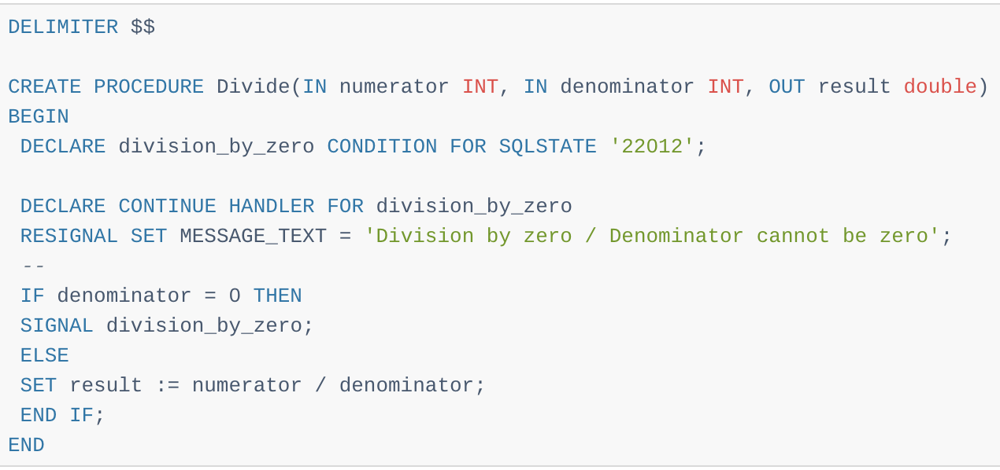 DELIMITER $$
CREATE PROCEDURE Divide(IN numerator INT, IN denominator INT, OUT result double)
BEGIN
DECLARE division_by_zero CONDITION FOR SQLSTATE '22O12';
DECLARE CONTINUE HANDLER FOR division_by_zero
RESIGNAL SET MESSAGE_TEXT = 'Division by zero / Denominator cannot be zero';
--
IF denominator = O THEN
SIGNAL division_by_zero;
ELSE
SET result := numerator / denominator;
END IF;
END